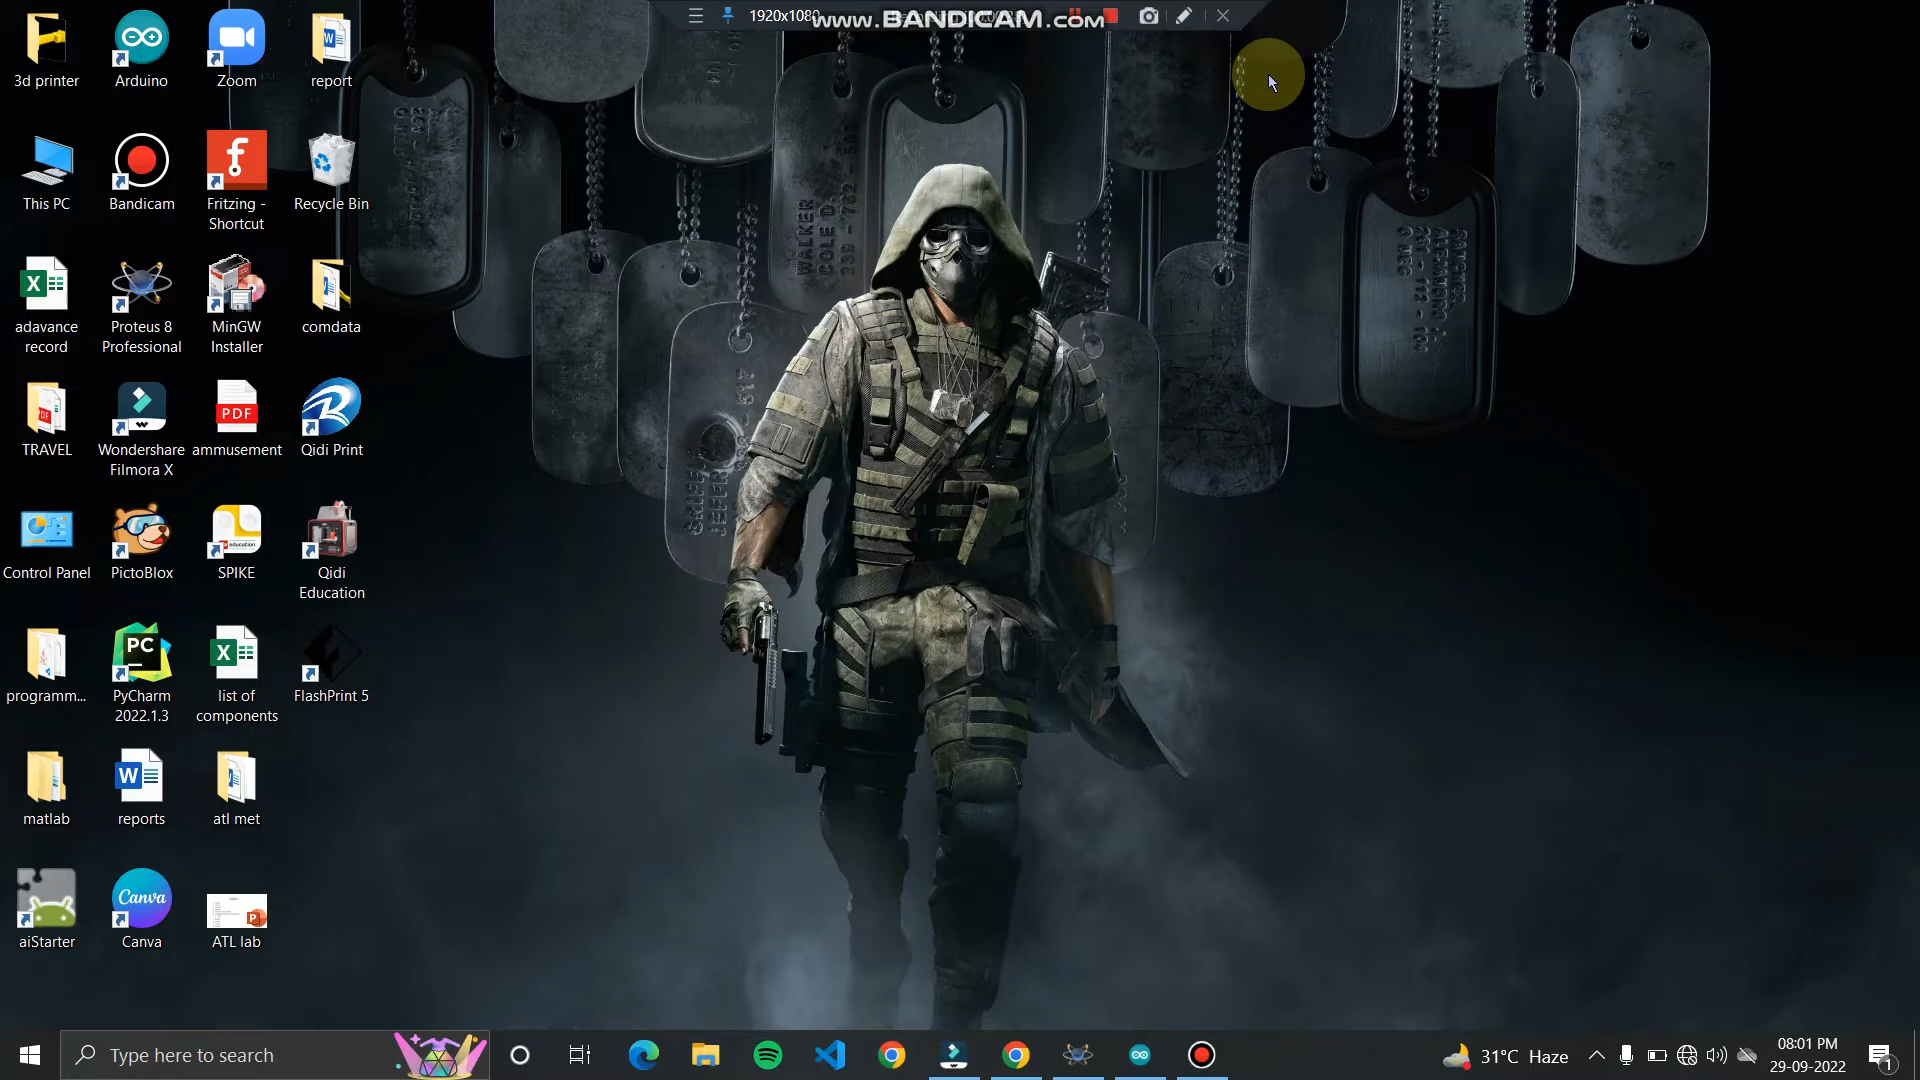 1920x1080
www.BANDICAM.com
3d printer
Arduino
Zoom
report
This PC
Bandicam
Fritzing -
Shortcut
Recycle Bin
adavance
record
Proteus 8
Professional
MinGW
Installer
comdata
TRAVEL
Wondershare
Filmora X
PDF
ammusement
Qidi Print
Control Panel
PictoBlox
SPIKE
Qidi
Education
programm...
PC
PyCharm
2022.1.3
list of
components
FlashPrint 5
matlab
reports
atl met
aiStarter
Canva
Canva
ATL lab
WALKER
COLE D.
Type here to search
31°C Haze
08:01 PM
29-09-2022
1